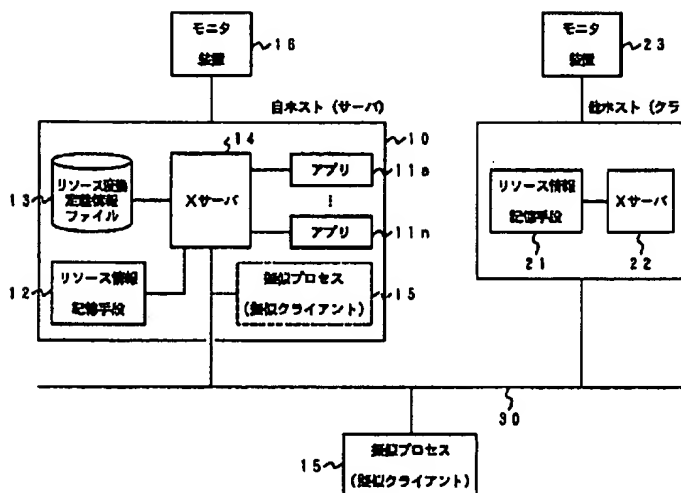 モニタ
装置
16
モニタ
装置
23
自ホスト(サーバ)
10
他ホスト(クラ
14
Xサーバ
アプリ
11a
アプリ
11n
13
リソース変換
定義情報
ファイル
12
リソース情報
記憶手段
疑似プロセス
(疑似クライアント)
15
リソース情報
記憶手段
21
Xサーバ
22
30
15
疑似プロセス
(疑似クライアント)